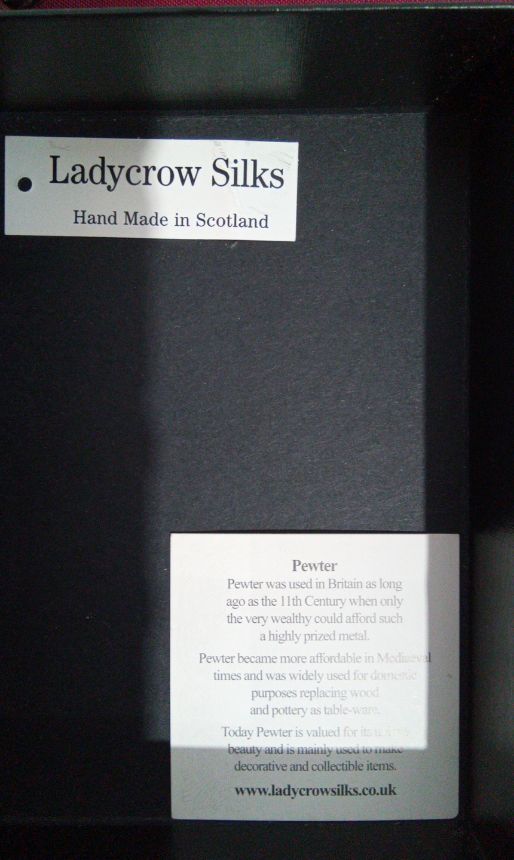 Ladycrow Silks
Hand Made in Scotland
Pewter
Pewter was used in Britain as long
ago as the 11th Century when only
the very wealthy could afford such
a highly prized metal.
Pewter became more affordable in Mediaeval
times and was widely used for domestic
purposes replacing wood
and pottery as table-ware.
Today Pewter is valued for its
beauty and is mainly used to make
decorative and collectible items.
www.ladycrowsilks.co.uk